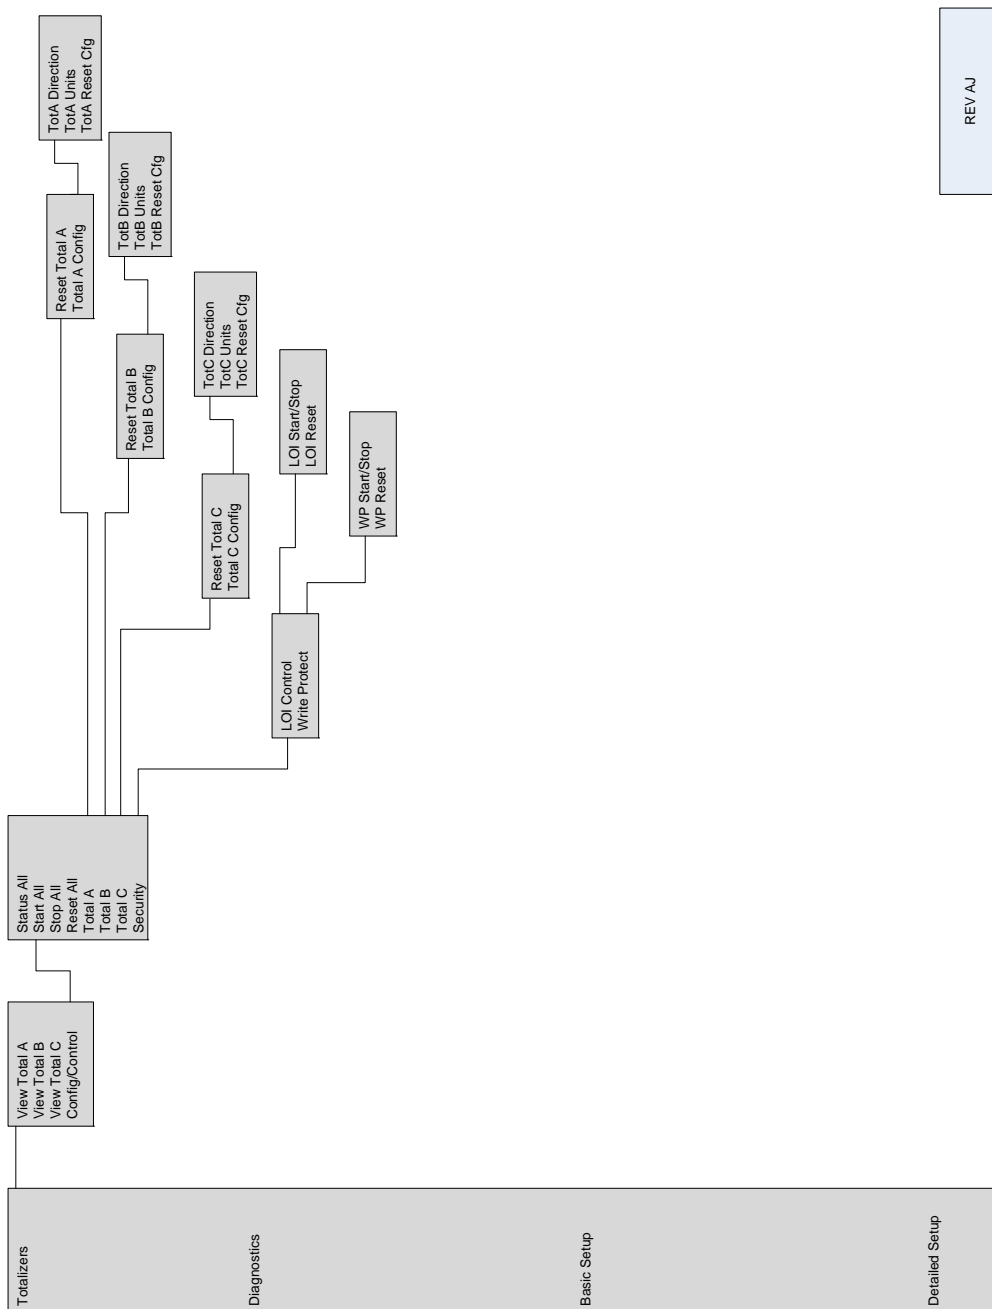 Totalizers
Diagnostics
Basic Setup
Detailed Setup
View Total A
View Total B
View Total C
Config/Control
Status All
Start All
Stop All
Reset All
Total A
Total B
Total C
Security
Reset Total A
Total A Config
TotA Direction
TotA Units
TotA Reset Cfg
Reset Total B
Total B Config
TotB Direction
TotB Units
TotB Reset Cfg
Reset Total C
Total C Config
TotC Direction
TotC Units
TotC Reset Cfg
LOI Control
Write Protect
LOI Start/Stop
LOI Reset
WP Start/Stop
WP Reset
REV AJ